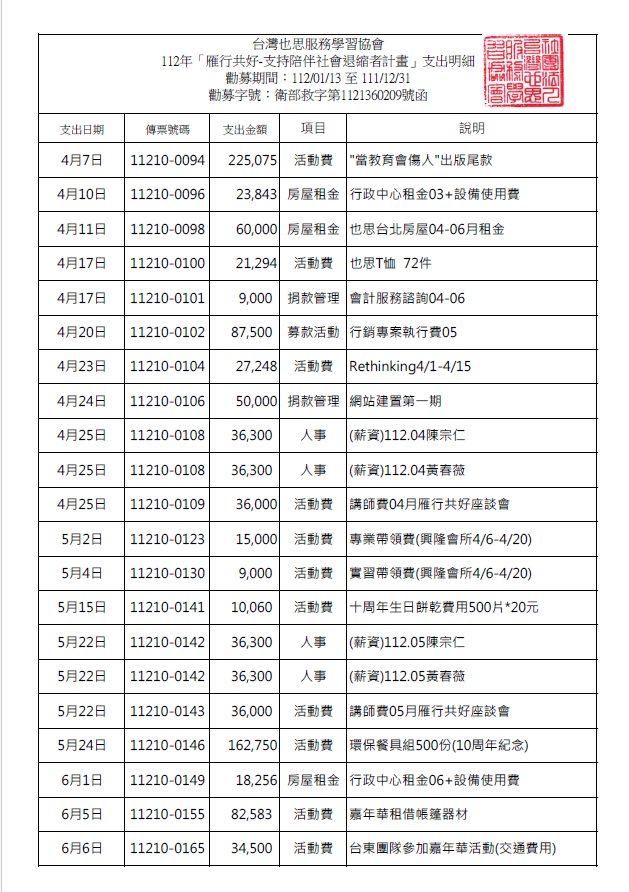 台灣也思服務學習協會
112年「雁行共好-支持陪伴社會退縮者計畫」支出明細
勸募期間：112/01/13 至 111/12/31
勸募字號：衛部救字第1121360209號函
支出日期 傳票號碼 支出金額 項目 說明
4月7日 11210-0094 225,075 活動費 "當教育會傷人"出版尾款
4月10日 11210-0096 23,843 房屋租金 行政中心租金03+設備使用費
4月11日 11210-0098 60,000 房屋租金 也思台北房屋04-06月租金
4月17日 11210-0100 21,294 活動費 也思T恤 72件
4月17日 11210-0101 9,000 捐款管理 會計服務諮詢04-06
4月20日 11210-0102 87,500 募款活動 行銷專案執行費05
4月23日 11210-0104 27,248 活動費 Rethinking4/1-4/15
4月24日 11210-0106 50,000 捐款管理 網站建置第一期
4月25日 11210-0108 36,300 人事 (薪資)112.04陳宗仁
4月25日 11210-0108 36,300 人事 (薪資)112.04黃春薇
4月25日 11210-0109 36,000 活動費 講師費04月雁行共好座談會
5月2日 11210-0123 15,000 活動費 專業帶領費(興隆會所4/6-4/20)
5月4日 11210-0130 9,000 活動費 實習帶領費(興隆會所4/6-4/20)
5月15日 11210-0141 10,060 活動費 十周年生日餅乾費用500片*20元
5月22日 11210-0142 36,300 人事 (薪資)112.05陳宗仁
5月22日 11210-0142 36,300 人事 (薪資)112.05黃春薇
5月22日 11210-0143 36,000 活動費 講師費05月雁行共好座談會
5月24日 11210-0146 162,750 活動費 環保餐具組500份(10周年紀念)
6月1日 11210-0149 18,256 房屋租金 行政中心租金06+設備使用費
6月5日 11210-0155 82,583 活動費 嘉年華租借帳篷器材
6月6日 11210-0165 34,500 活動費 台東團隊參加嘉年華活動(交通費用)